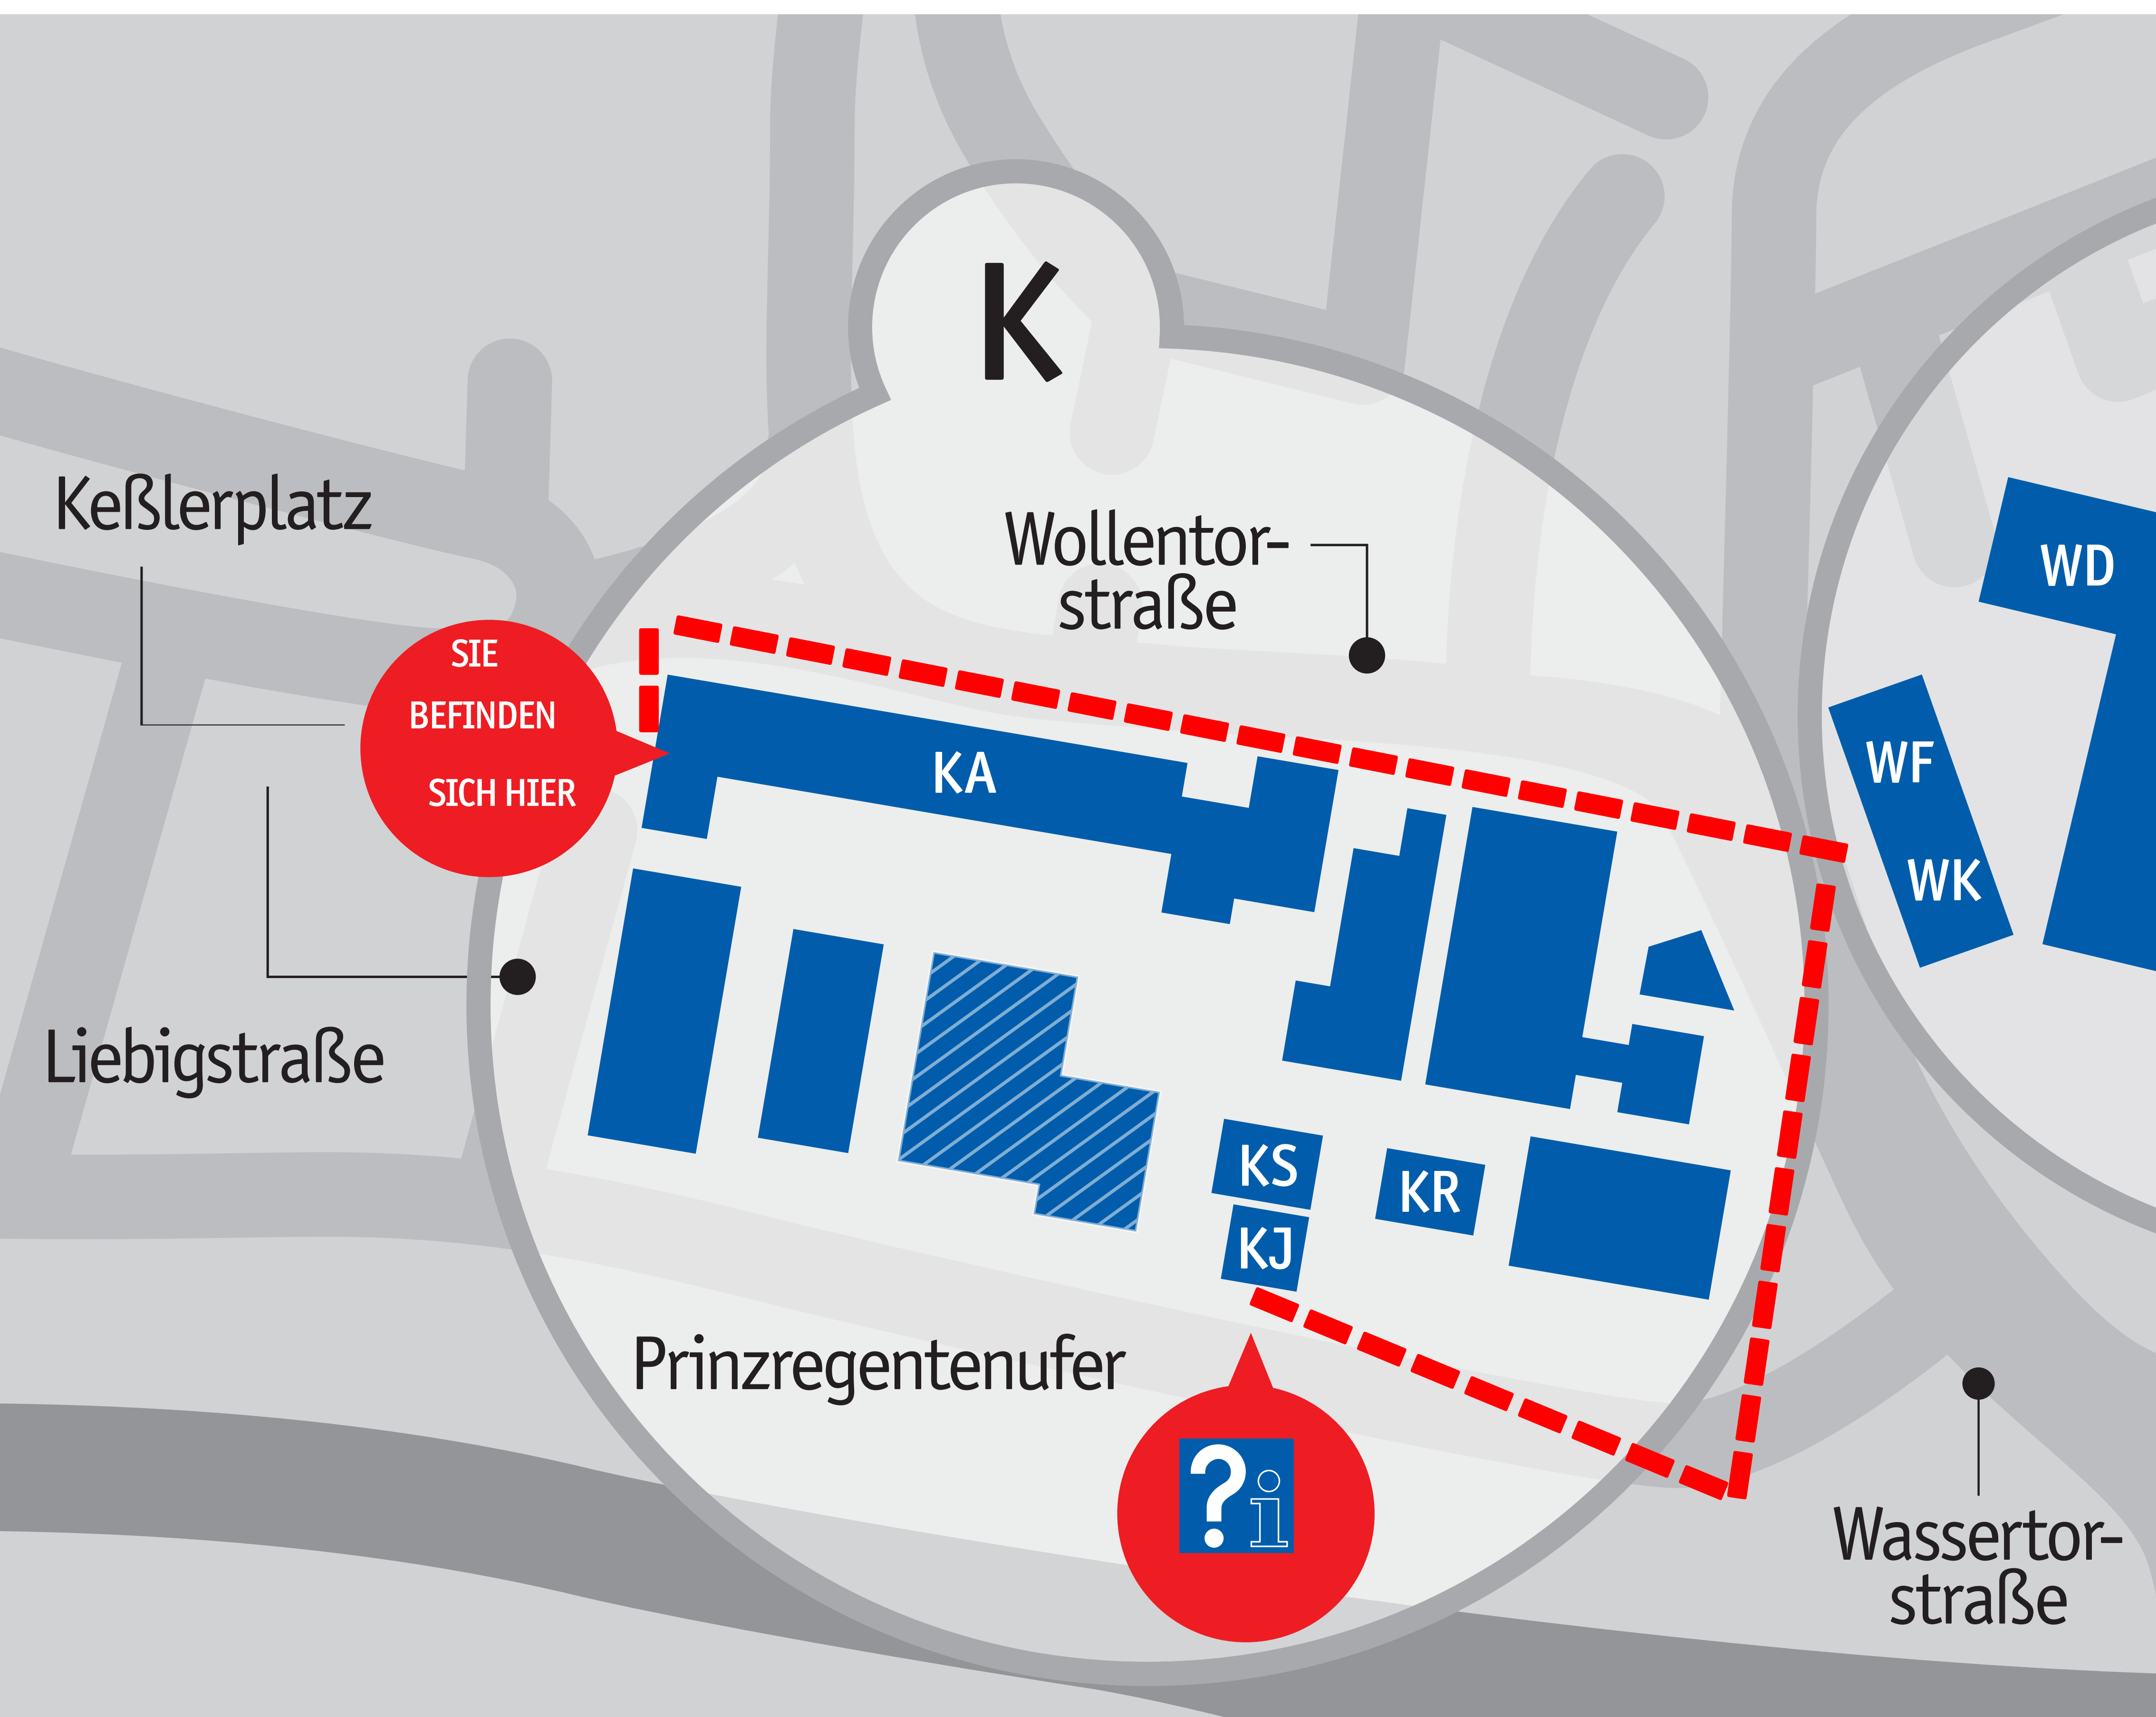 K
Keßlerplatz
Wollentor-
straße
WD
SIE
BEFINDEN
SICH HIER
KA
WF
WK
Liebigstraße
KS
KR
KJ
Prinzregentenufer
?i
Wassertor-
straße